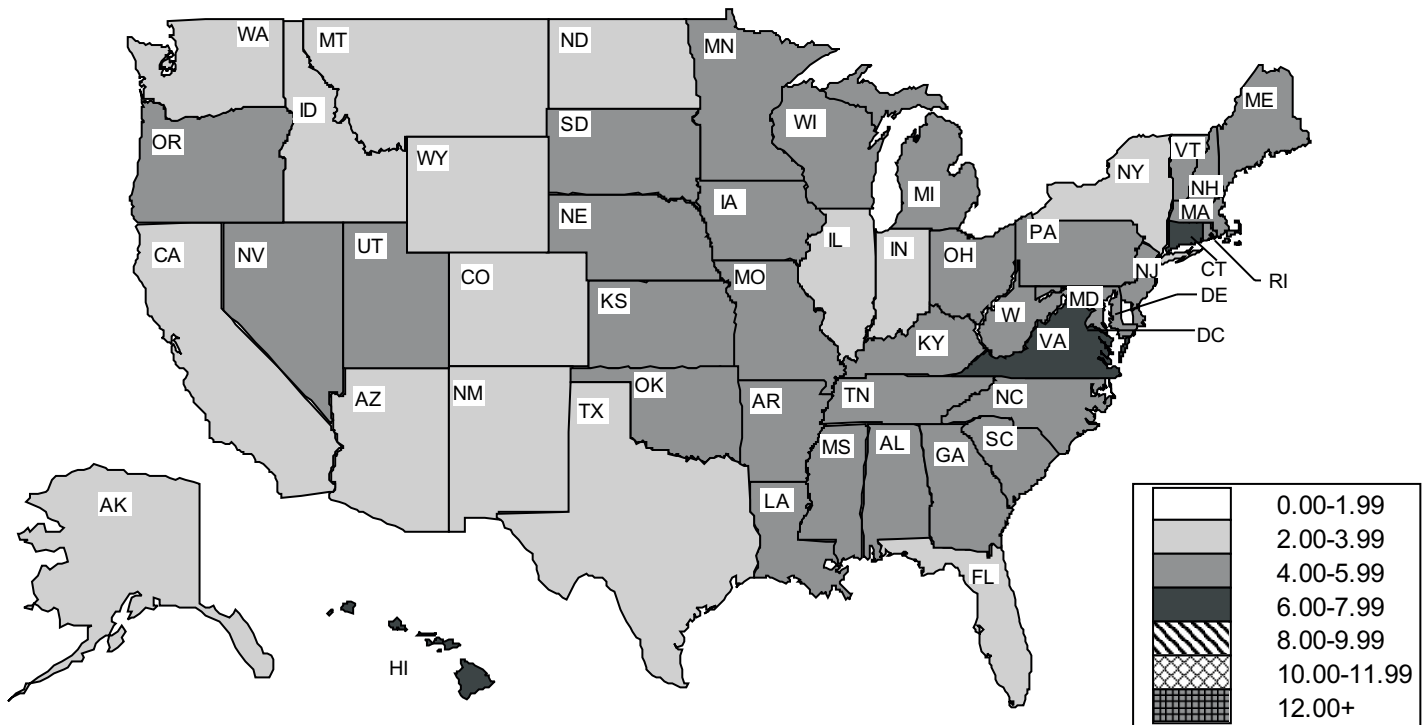 WA
MT
ND
MN
ME
ID
OR
SD
WI
VT
WY
NY
NH
MI
IA
MA
NE
PA
CA
NV
UT
IL
IN
OH
CT
RI
CO
MO
NJ
KS
MD
DE
W
DC
KY
VA
AZ
NM
OK
TN
NC
TX
AR
MS
AL
SC
GA
AK
LA
FL
HI
0.00-1.99
2.00-3.99
4.00-5.99
6.00-7.99
8.00-9.99
10.00-11.99
12.00+